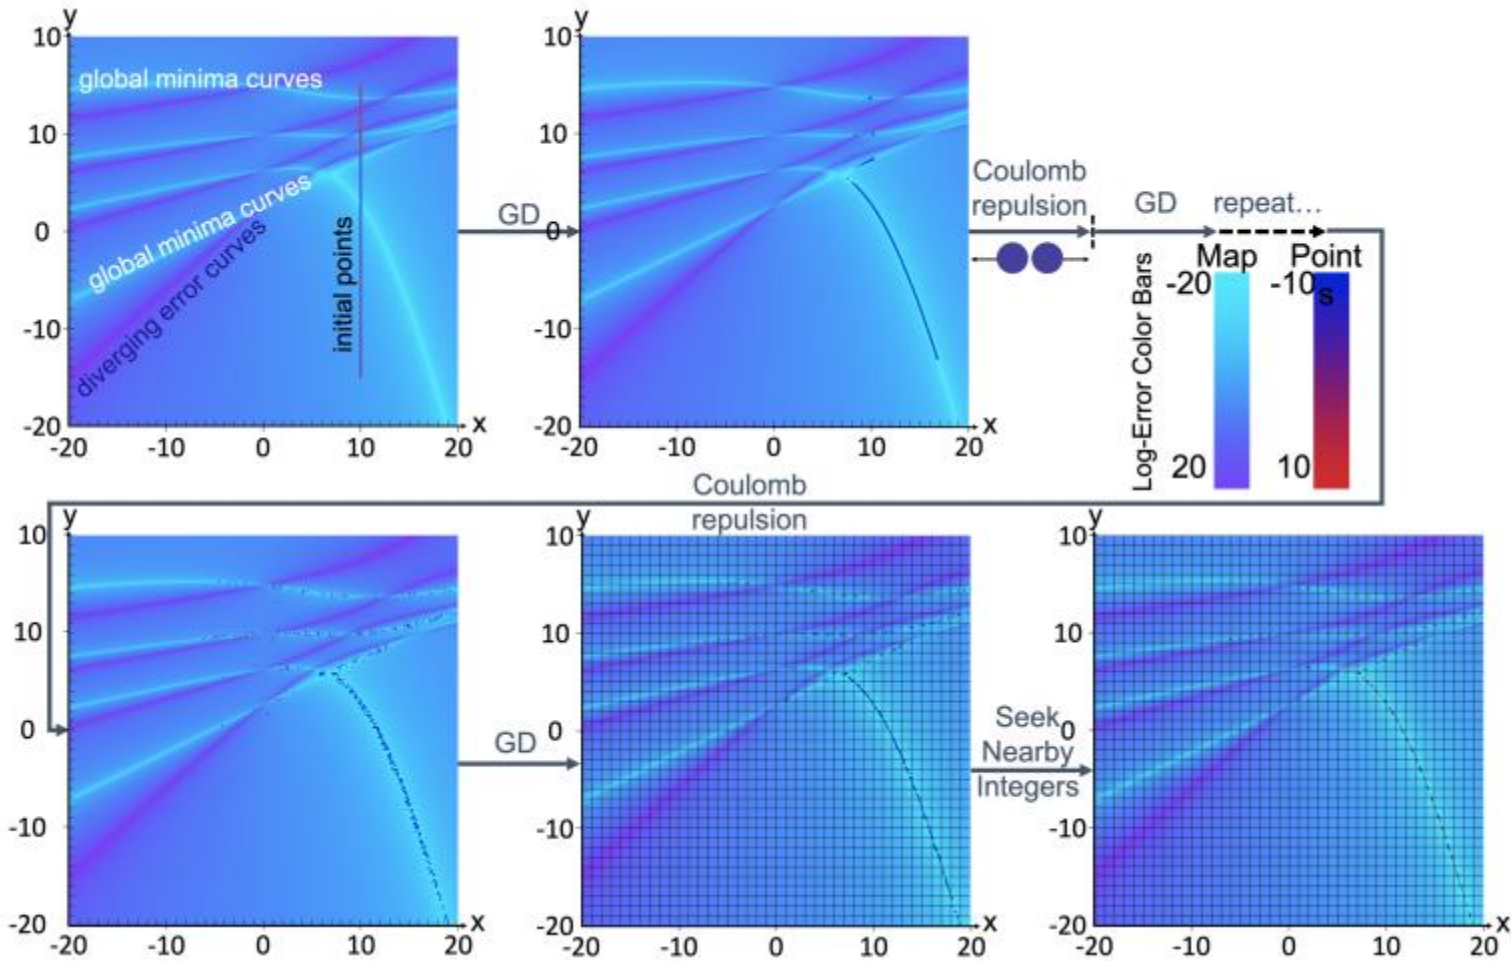 y
10
10
0
-10
-20
-20 -10 0 10 20
x
global minima curves
global minima curves
diverging error curves
initial points
GD
y
10
10
0
-10
-20
-20 -10 0 10 20
x
Coulomb
repulsion
GD
repeat...
Log-Error Color Bars
Map Point
s
-20 -10
20 10
Coulomb
repulsion
y
10
10
0
-10
-20
-20 -10 0 10 20
x
GD
y
10
10
0
-10
-20
-20 -10 0 10 20
x
Seek
Nearby
Integers
y
10
10
0
-10
-20
-20 -10 0 10 20
x